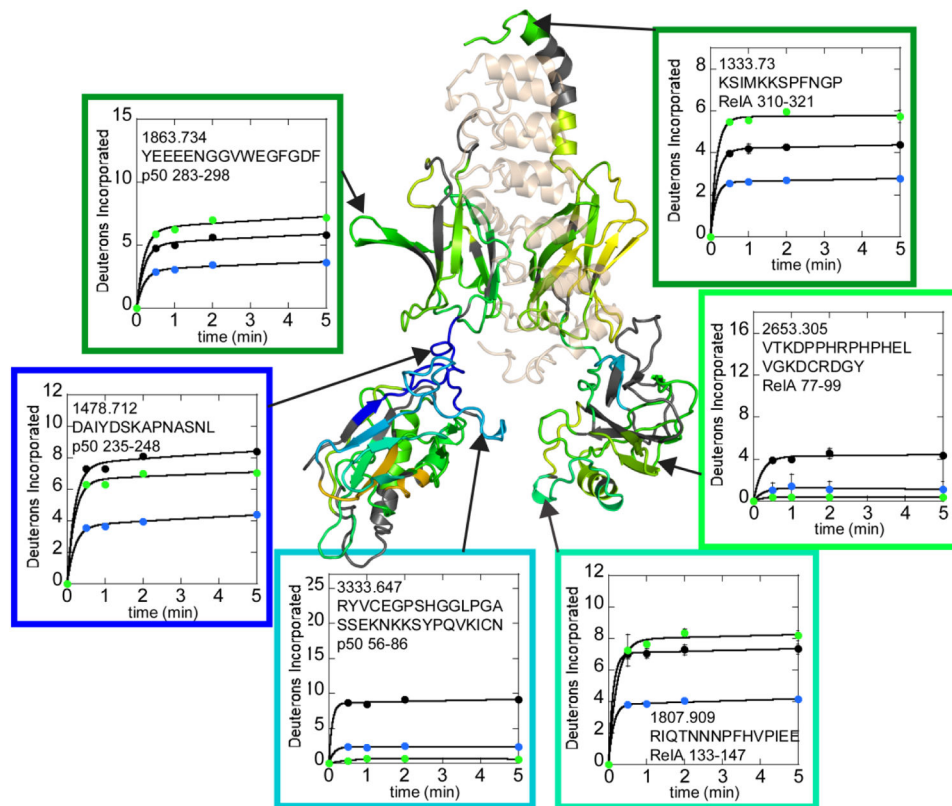 1333.73
KSIMKKSPFNGP
RelA 310-321
8
6
4
2
0
Deuterons Incorporated
0 1 2 3 4 5
time (min)
1863.734
YEEEENGGVWEGFGDF
p50 283-298
15
10
5
0
Deuterons Incorporated
0 1 2 3 4 5
time (min)
2653.305
VTKDPPHRPHPHEL
VGKDCRDGY
RelA 77-99
16
12
8
4
0
Deuterons Incorporated
0 1 2 3 4 5
time (min)
1478.712
DAIYDSKAPNASNL
p50 235-248
12
10
8
6
4
2
0
Deuterons Incorporated
0 1 2 3 4 5
time (min)
3333.647
RYVCEGPSHGGLPGA
SSEKNKKSYPQVKICN
p50 56-86
25
20
15
10
5
0
Deuterons Incorporated
0 1 2 3 4 5
time (min)
12
10
8
6
4
2
0
Deuterons Incorporated
1807.909
RIQTNNNPFHVPIEE
RelA 133-147
0 1 2 3 4 5
time (min)